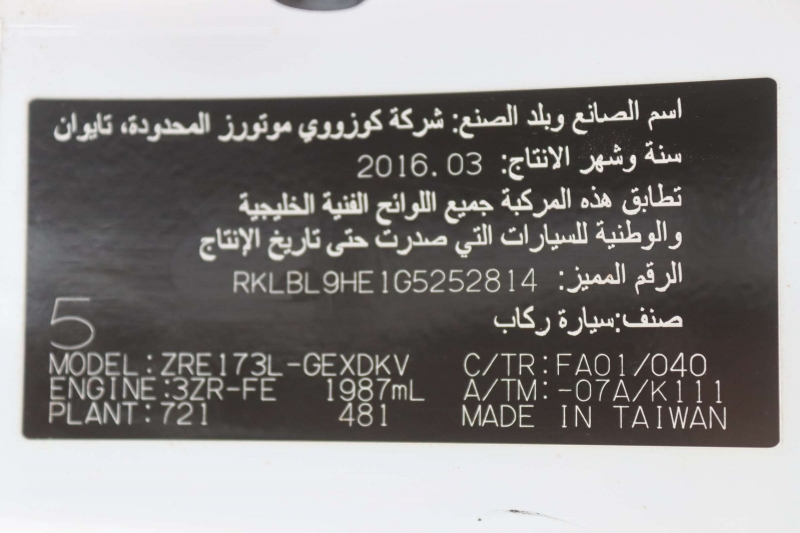 اسم الصانع وبلد الصنع: شركة كوزووي موتورز المحدودة، تايوان
سنة وشهر الانتاج: 2016.03
تطابق هذه المركبة جميع اللوائح الفنية الخليجية
والوطنية للسيارات التي صدرت حتى تاريخ الإنتاج
الرقم المميز: RKLBL9HE1G5252814
صنف:سيارة ركاب
5
MODEL:ZRE173L-GEXDKV C/TR:FA01/040
ENGINE:3ZR-FE 1987mL A/TM:-07A/K111
PLANT:721 481 MADE IN TAIWAN